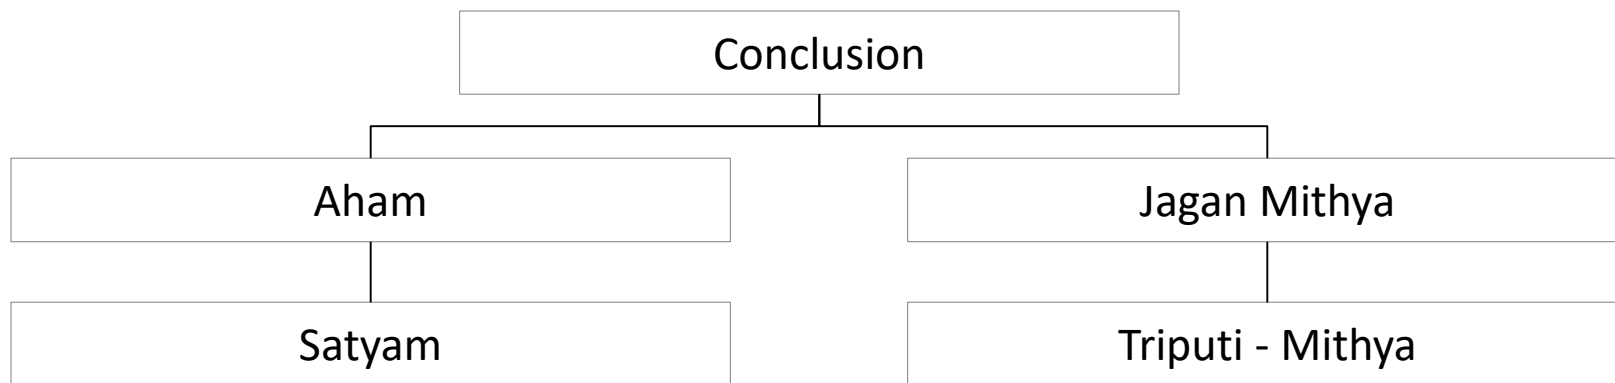 Conclusion
Aham
Jagan Mithya
Satyam
Triputi - Mithya